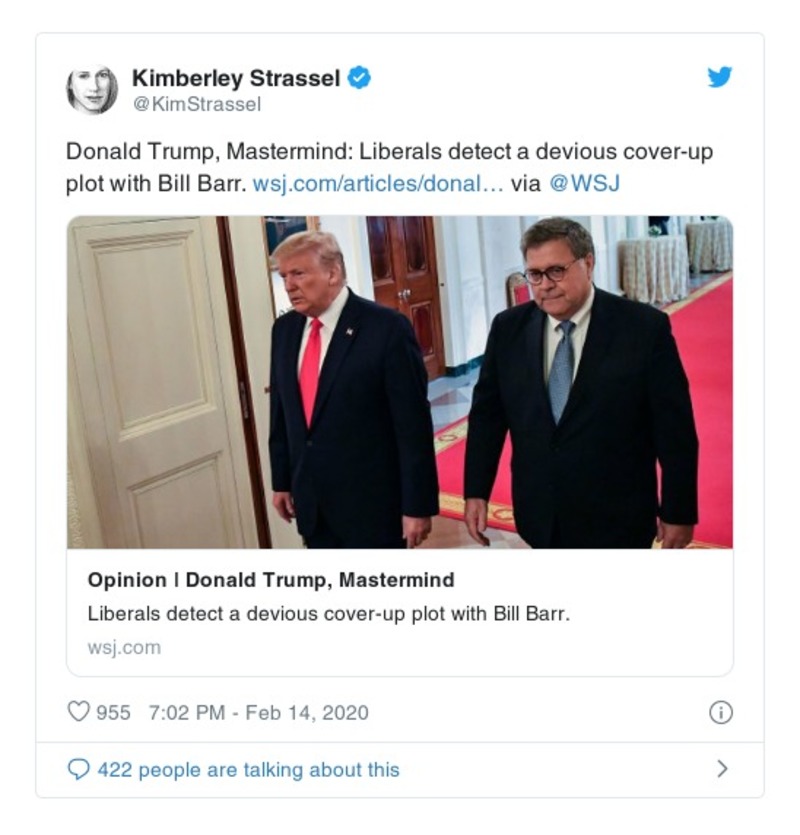 Kimberley Strassel
@KimStrassel
Donald Trump, Mastermind: Liberals detect a devious cover-up
plot with Bill Barr. wsj.com/articles/donal… via @WSJ
Opinion | Donald Trump, Mastermind
Liberals detect a devious cover-up plot with Bill Barr.
wsj.com
955 7:02 PM - Feb 14, 2020
422 people are talking about this